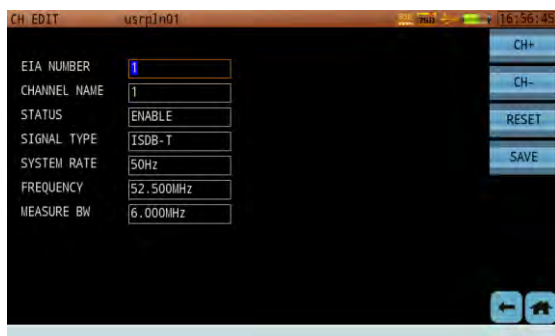 CH EDIT usrpln01 75Ω 16:56:45
CH+
EIA NUMBER 1
CH-
CHANNEL NAME 1
STATUS ENABLE
RESET
SIGNAL TYPE ISDB-T
SYSTEM RATE 50Hz
SAVE
FREQUENCY 52.500MHz
MEASURE BW 6.000MHz